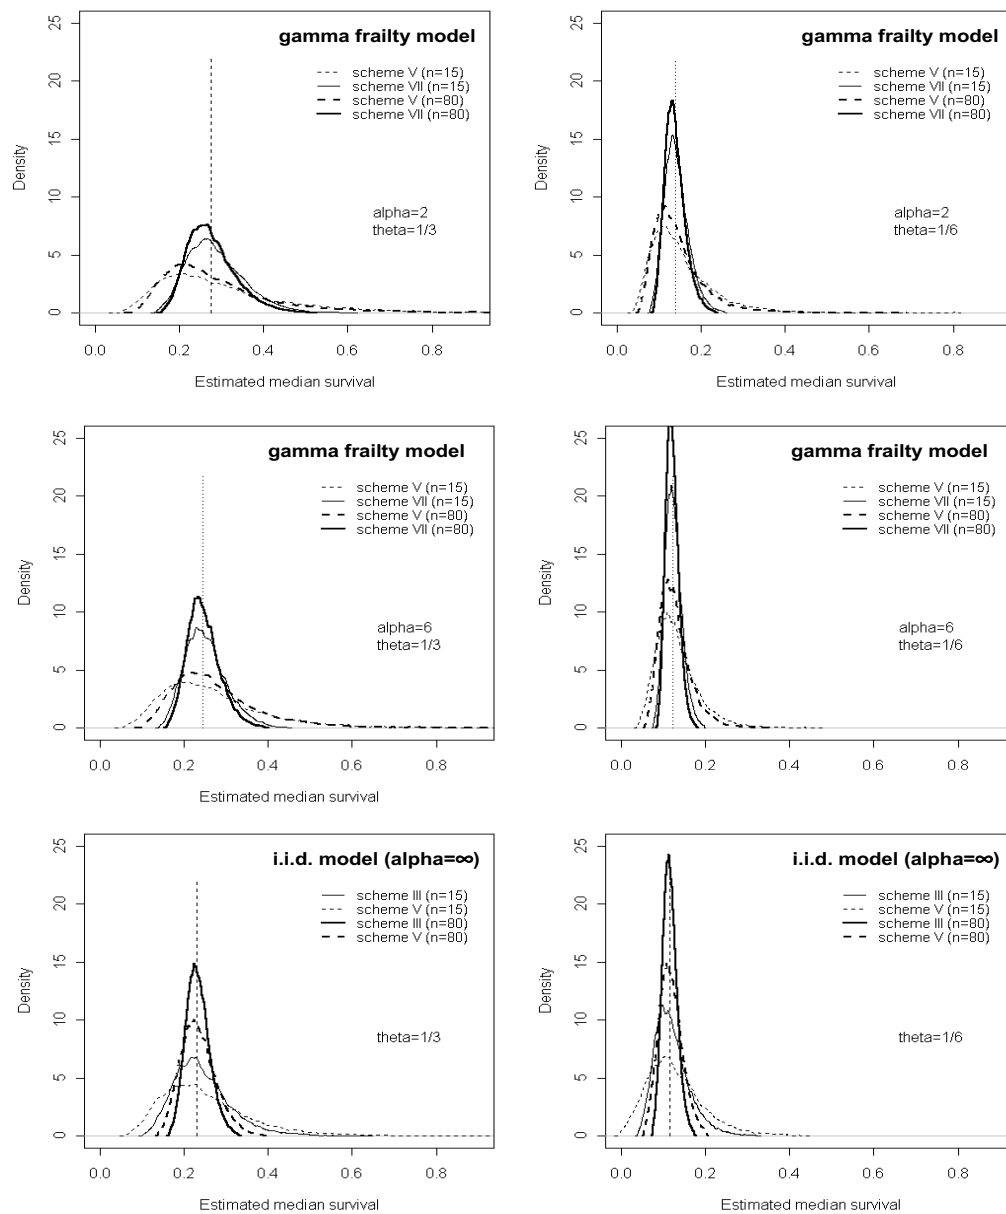 gamma frailty model
scheme V (n=15)
scheme VII (n=15)
scheme V (n=80)
scheme VII (n=80)
alpha=2
theta=1/3
Density
0 5 10 15 20 25
0.0 0.2 0.4 0.6 0.8
Estimated median survival
gamma frailty model
scheme V (n=15)
scheme VII (n=15)
scheme V (n=80)
scheme VII (n=80)
alpha=2
theta=1/6
Density
0 5 10 15 20 25
0.0 0.2 0.4 0.6 0.8
Estimated median survival
gamma frailty model
scheme V (n=15)
scheme VII (n=15)
scheme V (n=80)
scheme VII (n=80)
alpha=6
theta=1/3
Density
0 5 10 15 20 25
0.0 0.2 0.4 0.6 0.8
Estimated median survival
gamma frailty model
scheme V (n=15)
scheme VII (n=15)
scheme V (n=80)
scheme VII (n=80)
alpha=6
theta=1/6
Density
0 5 10 15 20 25
0.0 0.2 0.4 0.6 0.8
i.i.d. model (alpha=∞)
scheme III (n=15)
scheme V (n=15)
scheme III (n=80)
scheme V (n=80)
theta=1/3
Density
0 5 10 15 20 25
0.0 0.2 0.4 0.6 0.8
Estimated median survival
i.i.d. model (alpha=∞)
scheme III (n=15)
scheme V (n=15)
scheme III (n=80)
scheme V (n=80)
theta=1/6
Density
0 5 10 15 20 25
0.0 0.2 0.4 0.6 0.8
Estimated median survival